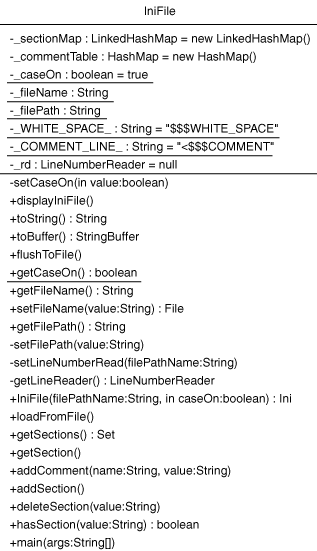 IniFile
-_sectionMap : LinkedHashMap = new LinkedHashMap()
-_commentTable : HashMap = new HashMap()
-_caseOn : boolean = true
-_fileName : String
-_filePath : String
-_WHITE_SPACE_ : String = "$$$WHITE_SPACE"
-_COMMENT_LINE_ : String = "<$$$COMMENT"
-_rd : LineNumberReader = null
-setCaseOn(in value:boolean)
+displayIniFile()
+toString() : String
+toBuffer() : StringBuffer
+flushToFile()
+getCaseOn() : boolean
+getFileName() : String
+setFileName(value:String) : File
+getFilePath() : String
-setFilePath(value:String)
-setLineNumberRead(filePathName:String)
-getLineReader() : LineNumberReader
+IniFile(filePathName:String, in caseOn:boolean) : Ini
+loadFromFile()
+getSections() : Set
+getSection()
+addComment(name:String, value:String)
+addSection()
+deleteSection(value:String)
+hasSection(value:String) : boolean
+main(args:String[])